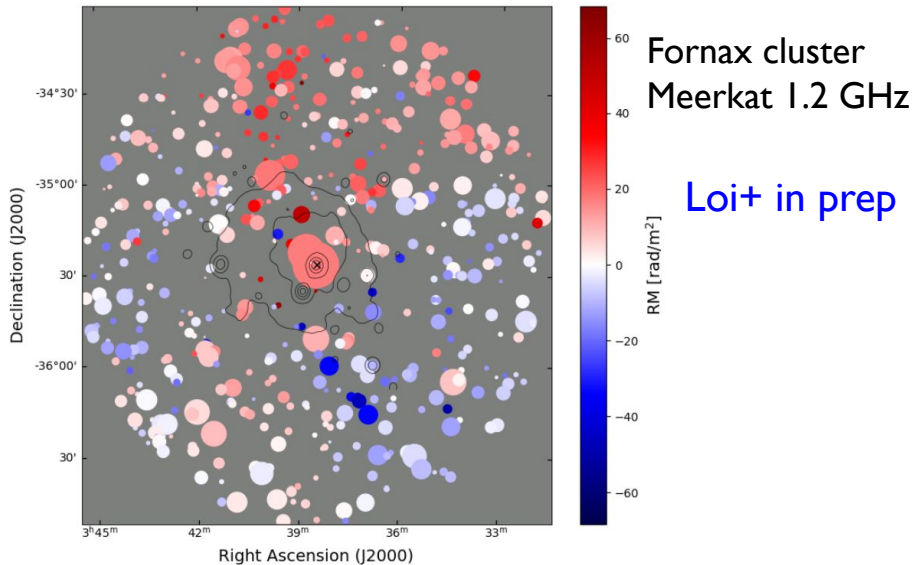 Fornax cluster
Meerkat 1.2 GHz
Loi+ in prep
-34°30'
-35°00'
30'
-36°00'
30'
Declination (J2000)
3ʰ45ᵐ 42ᵐ 39ᵐ 36ᵐ 33ᵐ
Right Ascension (J2000)
60
40
20
0
−20
−40
−60
RM [rad/m²]